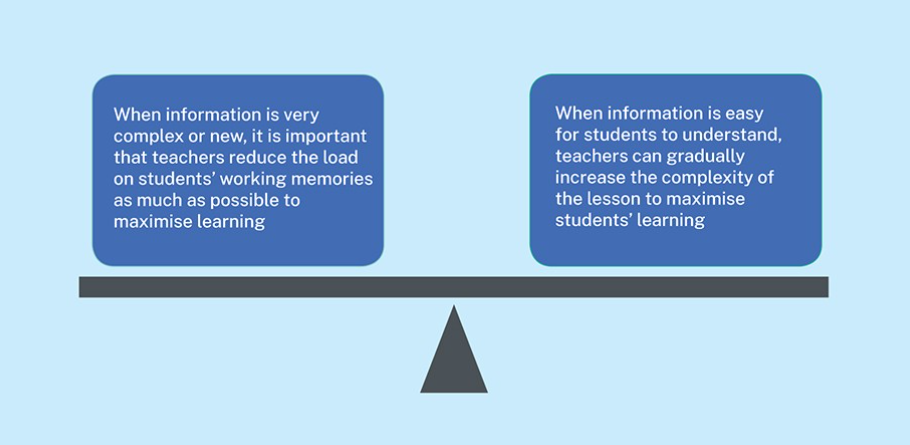 When information is very
complex or new, it is important
that teachers reduce the load
on students’ working memories
as much as possible to
maximise learning
When information is easy
for students to understand,
teachers can gradually
increase the complexity of
the lesson to maximise
students’ learning